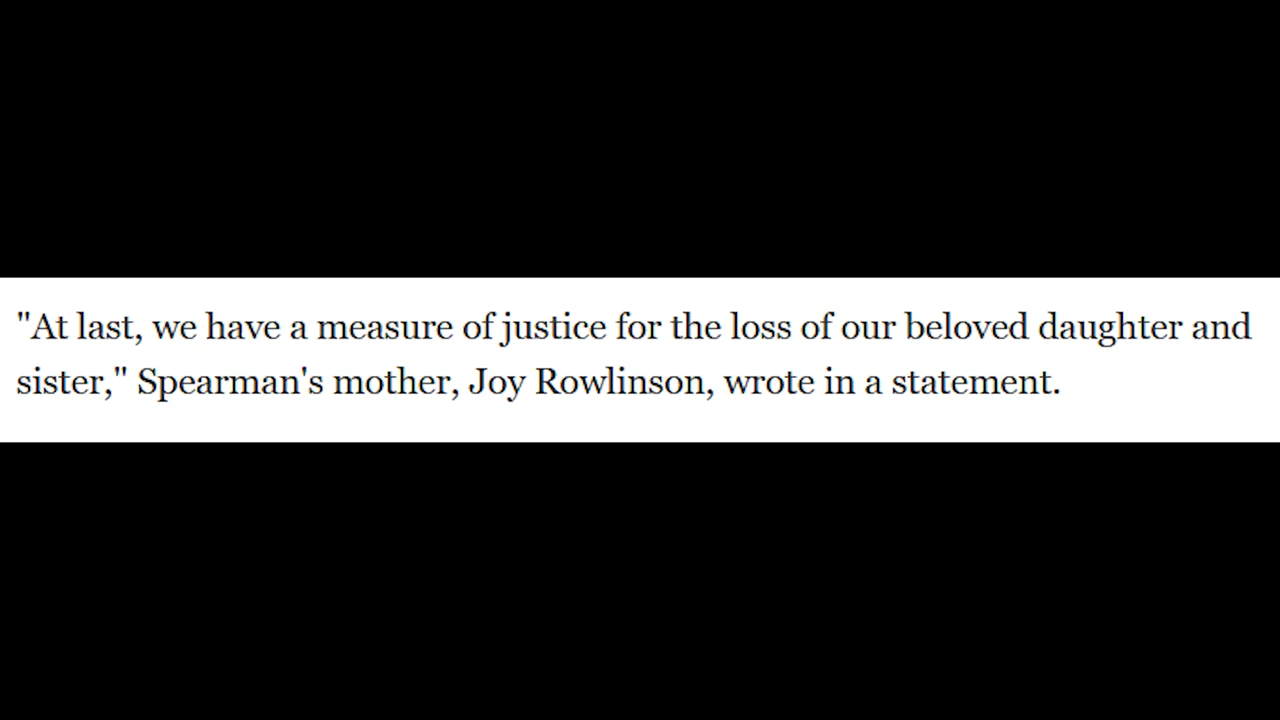 "At last, we have a measure of justice for the loss of our beloved daughter and
sister," Spearman's mother, Joy Rowlinson, wrote in a statement.